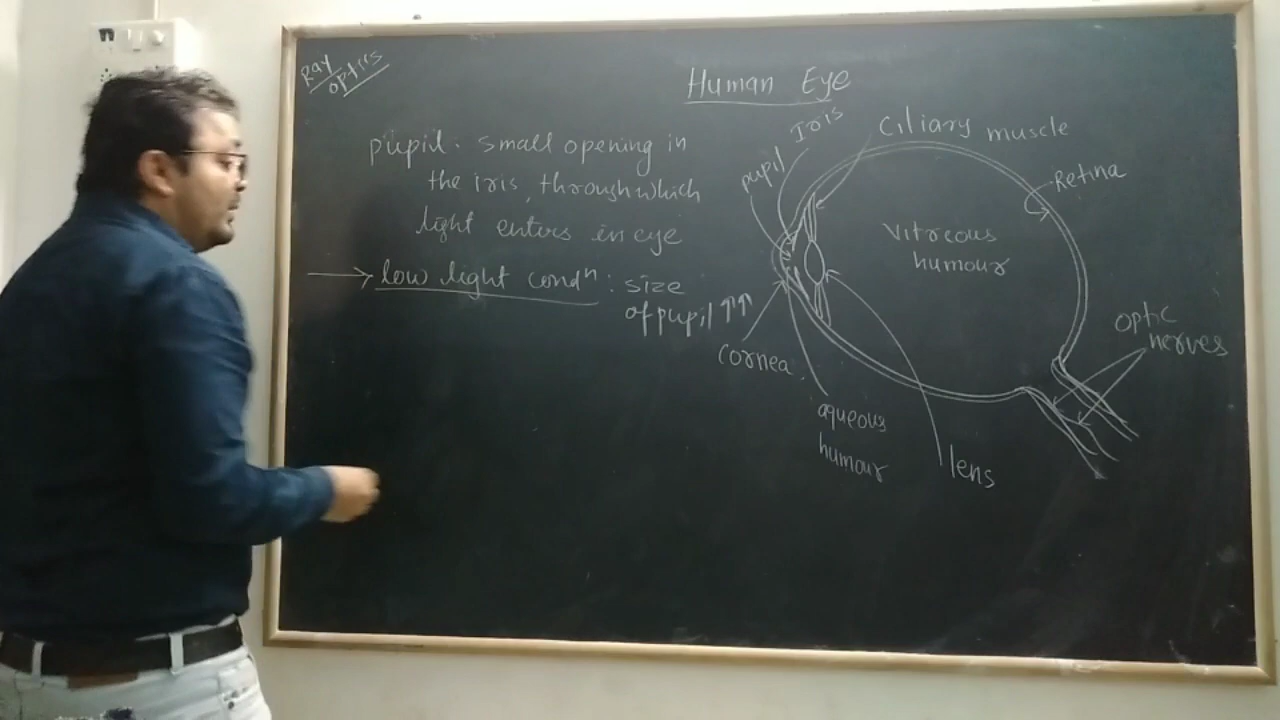 Ray
optics
Human Eye
pupil : small opening in
the iris, through which
light enters in eye
→ low light condⁿ : size
of pupil ↑↑
pupil
Iris
Ciliary muscle
Retina
Vitreous
humour
optic
nerves
cornea
aqueous
humour
lens